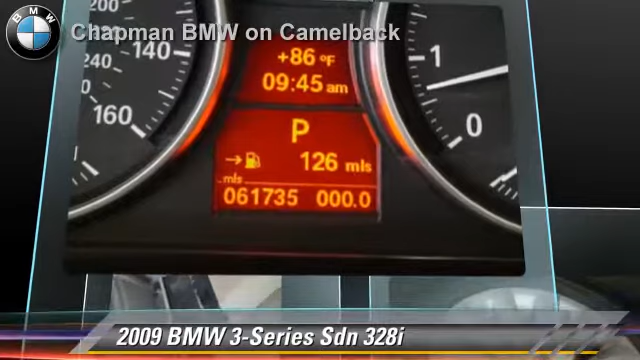 BMW
Chapman BMW on Camelback
200
140
240
160
+86 °F
09:45 am
P
126 mls
mls
061735 000.0
1
0
2009 BMW 3-Series Sdn 328i